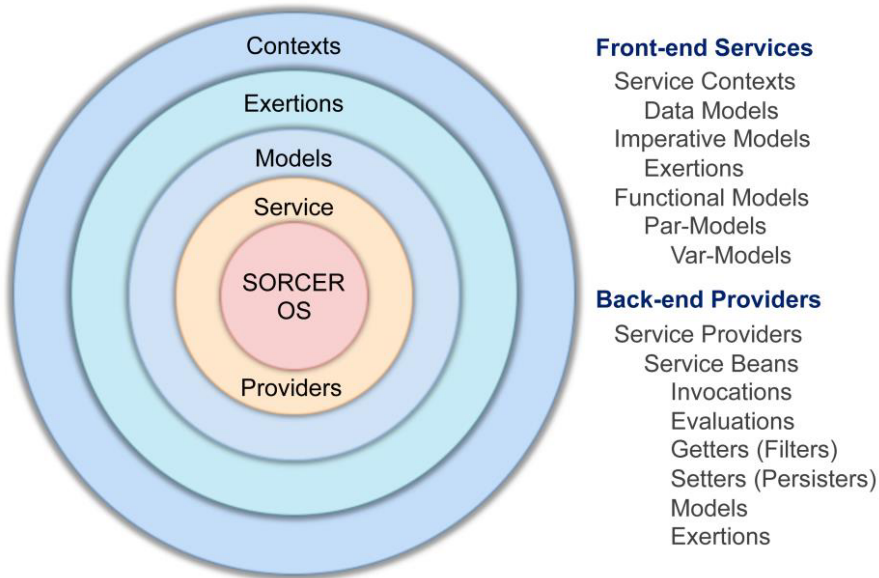 Contexts
Exertions
Models
Service
SORCER
OS
Providers
Front-end Services
Service Contexts
Data Models
Imperative Models
Exertions
Functional Models
Par-Models
Var-Models
Back-end Providers
Service Providers
Service Beans
Invocations
Evaluations
Getters (Filters)
Setters (Persisters)
Models
Exertions